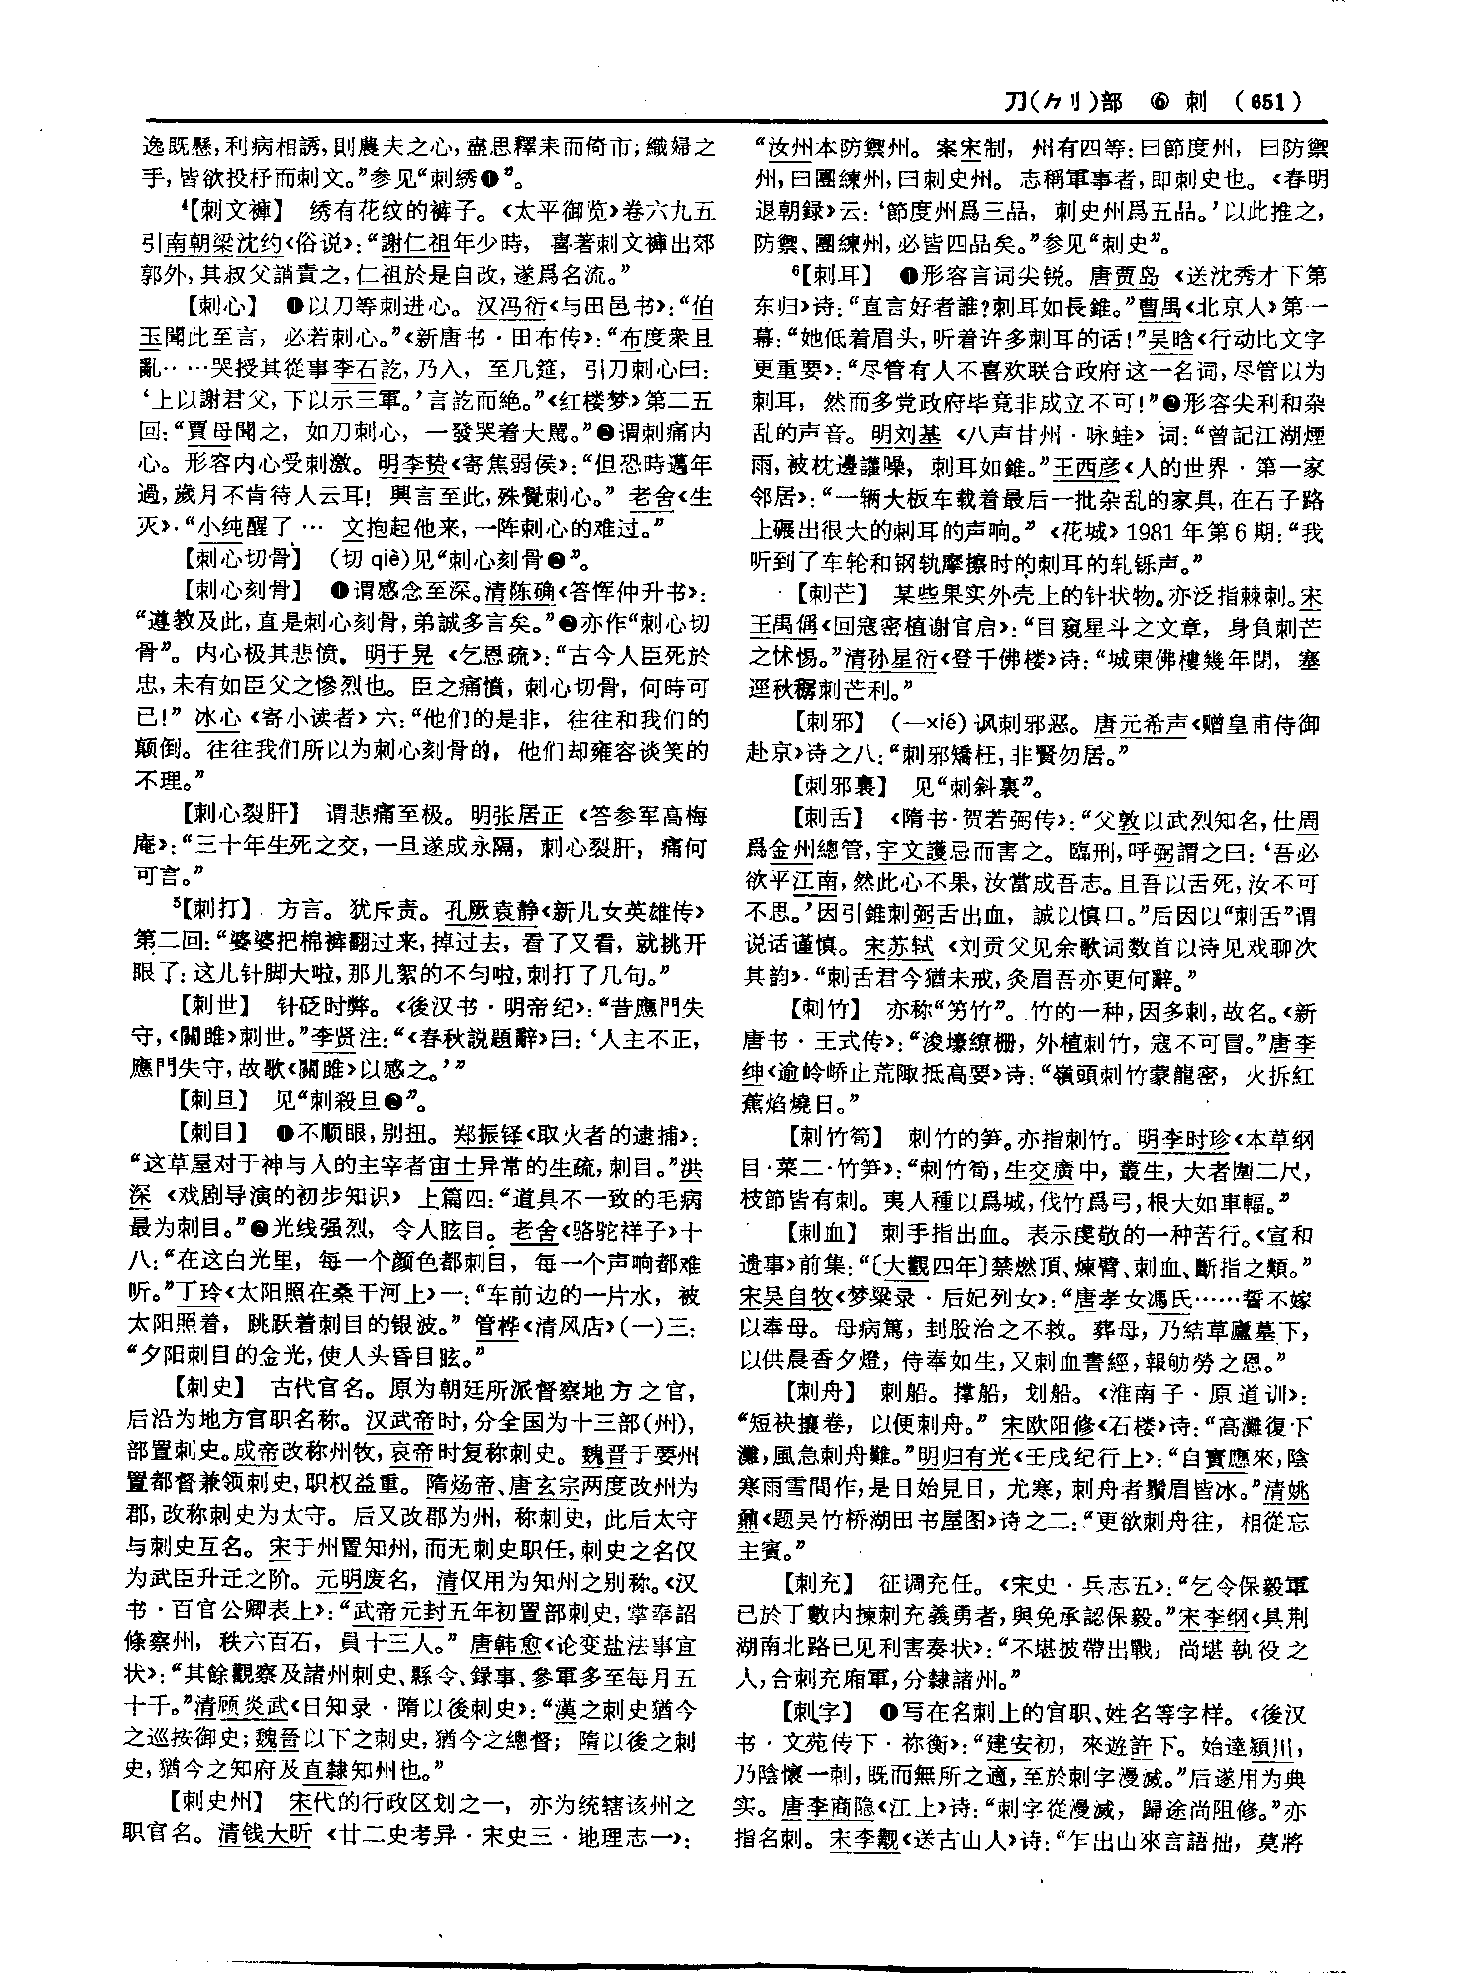 刀(⺈刂)部 ⑥ 刺 (651)
逸既懸,利病相誘,則農夫之心,盡思釋耒而倚市;織婦之
手,皆欲投杼而刺文。”参见“刺绣❶”。
⁴【刺文褲】 绣有花纹的裤子。《太平御览》卷六九五
引南朝梁沈约《俗说》:“謝仁祖年少時,喜著刺文褲出郊
郭外,其叔父誚責之,仁祖於是自改,遂爲名流。”
【刺心】 ❶以刀等刺进心。汉冯衍《与田邑书》:“伯
玉聞此至言,必若刺心。”《新唐书·田布传》:“布度衆且
亂……哭授其從事李石訖,乃入,至几筵,引刀刺心曰:
‘上以謝君父,下以示三軍。’言訖而絶。”《红楼梦》第二五
回:“賈母聞之,如刀刺心,一發哭着大駡。”❷谓刺痛内
心。形容内心受刺激。明李贽《寄焦弱侯》:“但恐時邁年
過,歲月不肯待人云耳!興言至此,殊覺刺心。”老舍《生
灭》:“小纯醒了… 文抱起他来,一阵刺心的难过。”
【刺心切骨】 (切 qiè)见“刺心刻骨❷”。
【刺心刻骨】 ❶谓感念至深。清陈确《答恽仲升书》:
“遵教及此,直是刺心刻骨,弟誠多言矣。”❷亦作“刺心切
骨”。内心极其悲愤。明于晃《乞恩疏》:“古今人臣死於
忠,未有如臣父之慘烈也。臣之痛憤,刺心切骨,何時可
已!”冰心《寄小读者》六:“他们的是非,往往和我们的
颠倒。往往我们所以为刺心刻骨的,他们却雍容谈笑的
不理。”
【刺心裂肝】 谓悲痛至极。明张居正《答参军高梅
庵》:“三十年生死之交,一旦遂成永隔,刺心裂肝,痛何
可言。”
⁵【刺打】 方言。犹斥责。孔厥袁静《新儿女英雄传》
第二回:“婆婆把棉裤翻过来,掉过去,看了又看,就挑开
眼了:这儿针脚大啦,那儿絮的不匀啦,刺打了几句。”
【刺世】 针砭时弊。《後汉书·明帝纪》:“昔應門失
守,《關雎》刺世。”李贤注:“《春秋説題辭》曰:‘人主不正,
應門失守,故歌《關雎》以感之。’”
【刺旦】 见“刺殺旦❷”。
【刺目】 ❶不顺眼,别扭。郑振铎《取火者的逮捕》:
“这草屋对于神与人的主宰者宙士异常的生疏,刺目。”洪
深《戏剧导演的初步知识》上篇四:“道具不一致的毛病
最为刺目。”❷光线强烈,令人眩目。老舍《骆驼祥子》十
八:“在这白光里,每一个颜色都刺目,每一个声响都难
听。”丁玲《太阳照在桑干河上》一:“车前边的一片水,被
太阳照着,跳跃着刺目的银波。”管桦《清风店》(一)三:
“夕阳刺目的金光,使人头昏目眩。”
【刺史】 古代官名。原为朝廷所派督察地方之官,
后沿为地方官职名称。汉武帝时,分全国为十三部(州),
部置刺史。成帝改称州牧,哀帝时复称刺史。魏晋于要州
置都督兼领刺史,职权益重。隋炀帝、唐玄宗两度改州为
郡,改称刺史为太守。后又改郡为州,称刺史,此后太守
与刺史互名。宋于州置知州,而无刺史职任,刺史之名仅
为武臣升迁之阶。元明废名,清仅用为知州之别称。《汉
书·百官公卿表上》:“武帝元封五年初置部刺史,掌奉詔
條察州,秩六百石,員十三人。”唐韩愈《论变盐法事宜
状》:“其餘觀察及諸州刺史、縣令、録事、參軍多至每月五
十千。”清顾炎武《日知录·隋以後刺史》:“漢之刺史猶今
之巡按御史;魏晉以下之刺史,猶今之總督;隋以後之刺
史,猶今之知府及直隸知州也。”
【刺史州】 宋代的行政区划之一,亦为统辖该州之
职官名。清钱大昕《廿二史考异·宋史三·地理志一》:
“汝州本防禦州。案宋制,州有四等:曰節度州,曰防禦
州,曰團練州,曰刺史州。志稱軍事者,即刺史也。《春明
退朝録》云:‘節度州爲三品,刺史州爲五品。’以此推之,
防禦、團練州,必皆四品矣。”参见“刺史”。
⁶【刺耳】 ❶形容言词尖锐。唐贾岛《送沈秀才下第
东归》诗:“直言好者誰?刺耳如長錐。”曹禺《北京人》第一
幕:“她低着眉头,听着许多刺耳的话!”吴晗《行动比文字
更重要》:“尽管有人不喜欢联合政府这一名词,尽管以为
刺耳,然而多党政府毕竟非成立不可!”❷形容尖利和杂
乱的声音。明刘基《八声甘州·咏蛙》词:“曾記江湖煙
雨,被枕邊讙噪,刺耳如錐。”王西彦《人的世界·第一家
邻居》:“一辆大板车载着最后一批杂乱的家具,在石子路
上碾出很大的刺耳的声响。”《花城》1981年第6期:“我
听到了车轮和钢轨摩擦时的刺耳的轧铄声。”
【刺芒】 某些果实外壳上的针状物。亦泛指棘刺。宋
王禹偁《回寇密植谢官启》:“目窺星斗之文章,身負刺芒
之怵惕。”清孙星衍《登千佛楼》诗:“城東佛樓幾年閉,塞
逕秋稗刺芒利。”
【刺邪】 (—xié)讽刺邪恶。唐元希声《赠皇甫侍御
赴京》诗之八:“刺邪矯枉,非賢勿居。”
【刺邪裏】 见“刺斜裏”。
【刺舌】 《隋书·贺若弼传》:“父敦以武烈知名,仕周
爲金州總管,宇文護忌而害之。臨刑,呼弼謂之曰:‘吾必
欲平江南,然此心不果,汝當成吾志。且吾以舌死,汝不可
不思。’因引錐刺弼舌出血,誠以慎口。”后因以“刺舌”谓
说话谨慎。宋苏轼《刘贡父见余歌词数首以诗见戏聊次
其韵》:“刺舌君今猶未戒,灸眉吾亦更何辭。”
【刺竹】 亦称“竻竹”。竹的一种,因多刺,故名。《新
唐书·王式传》:“浚壕缭栅,外植刺竹,寇不可冒。”唐李
绅《逾岭峤止荒陬抵高要》诗:“嶺頭刺竹蒙籠密,火拆紅
蕉焰燒日。”
【刺竹筍】 刺竹的笋。亦指刺竹。明李时珍《本草纲
目·菜二·竹笋》:“刺竹筍,生交廣中,叢生,大者圍二尺,
枝節皆有刺。夷人種以爲城,伐竹爲弓,根大如車輻。”
【刺血】 刺手指出血。表示虔敬的一种苦行。《宣和
遗事》前集:“〔大觀四年〕禁燃頂、煉臂、刺血、斷指之類。”
宋吴自牧《梦粱录·后妃列女》:“唐孝女馮氏……誓不嫁
以奉母。母病篤,刲股治之不救。葬母,乃結草廬墓下,
以供晨香夕燈,侍奉如生,又刺血書經,報劬勞之恩。”
【刺舟】 刺船。撑船,划船。《淮南子·原道训》:
“短袂攘卷,以便刺舟。”宋欧阳修《石楼》诗:“高灘復下
灘,風急刺舟難。”明归有光《壬戌纪行上》:“自寶應來,陰
寒雨雪間作,是日始見日,尤寒,刺舟者鬚眉皆冰。”清姚
鼐《题吴竹桥湖田书屋图》诗之二:“更欲刺舟往,相從忘
主賓。”
【刺充】 征调充任。《宋史·兵志五》:“乞令保毅軍
已於丁數内揀刺充義勇者,與免承認保毅。”宋李纲《具荆
湖南北路已见利害奏状》:“不堪披帶出戰,尚堪執役之
人,合刺充廂軍,分隸諸州。”
【刺字】 ❶写在名刺上的官职、姓名等字样。《後汉
书·文苑传下·祢衡》:“建安初,來遊許下。始達潁川,
乃陰懷一刺,既而無所之適,至於刺字漫滅。”后遂用为典
实。唐李商隐《江上》诗:“刺字從漫滅,歸途尚阻修。”亦
指名刺。宋李觏《送古山人》诗:“乍出山來言語拙,莫將